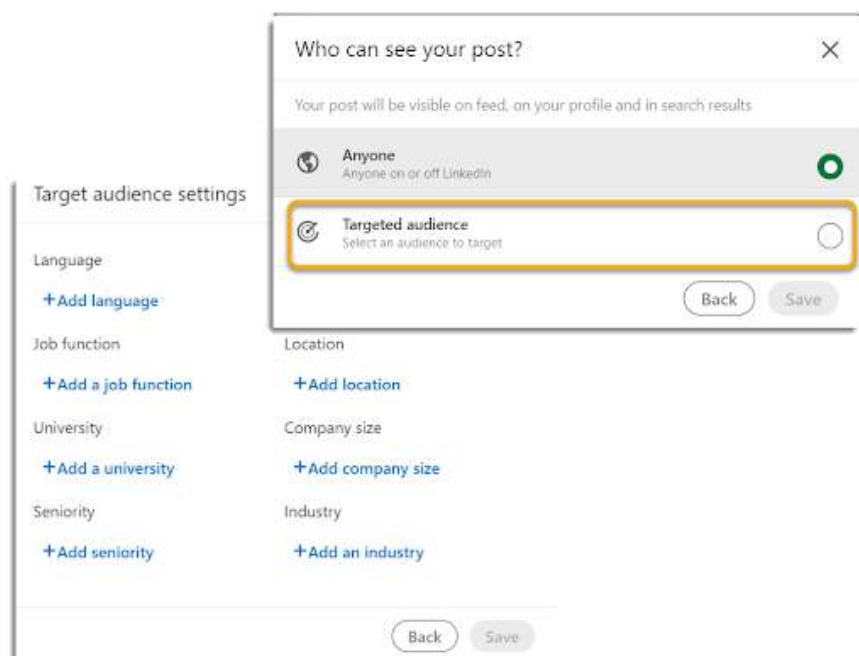 Who can see your post?
Your post will be visible on feed, on your profile and in search results
Anyone
Anyone on or off LinkedIn
Targeted audience
Select an audience to target
Back
Save
Target audience settings
Language
+Add language
Job function
Location
+Add a job function
+Add location
University
Company size
+Add a university
+Add company size
Seniority
Industry
+Add seniority
+Add an industry
Back
Save